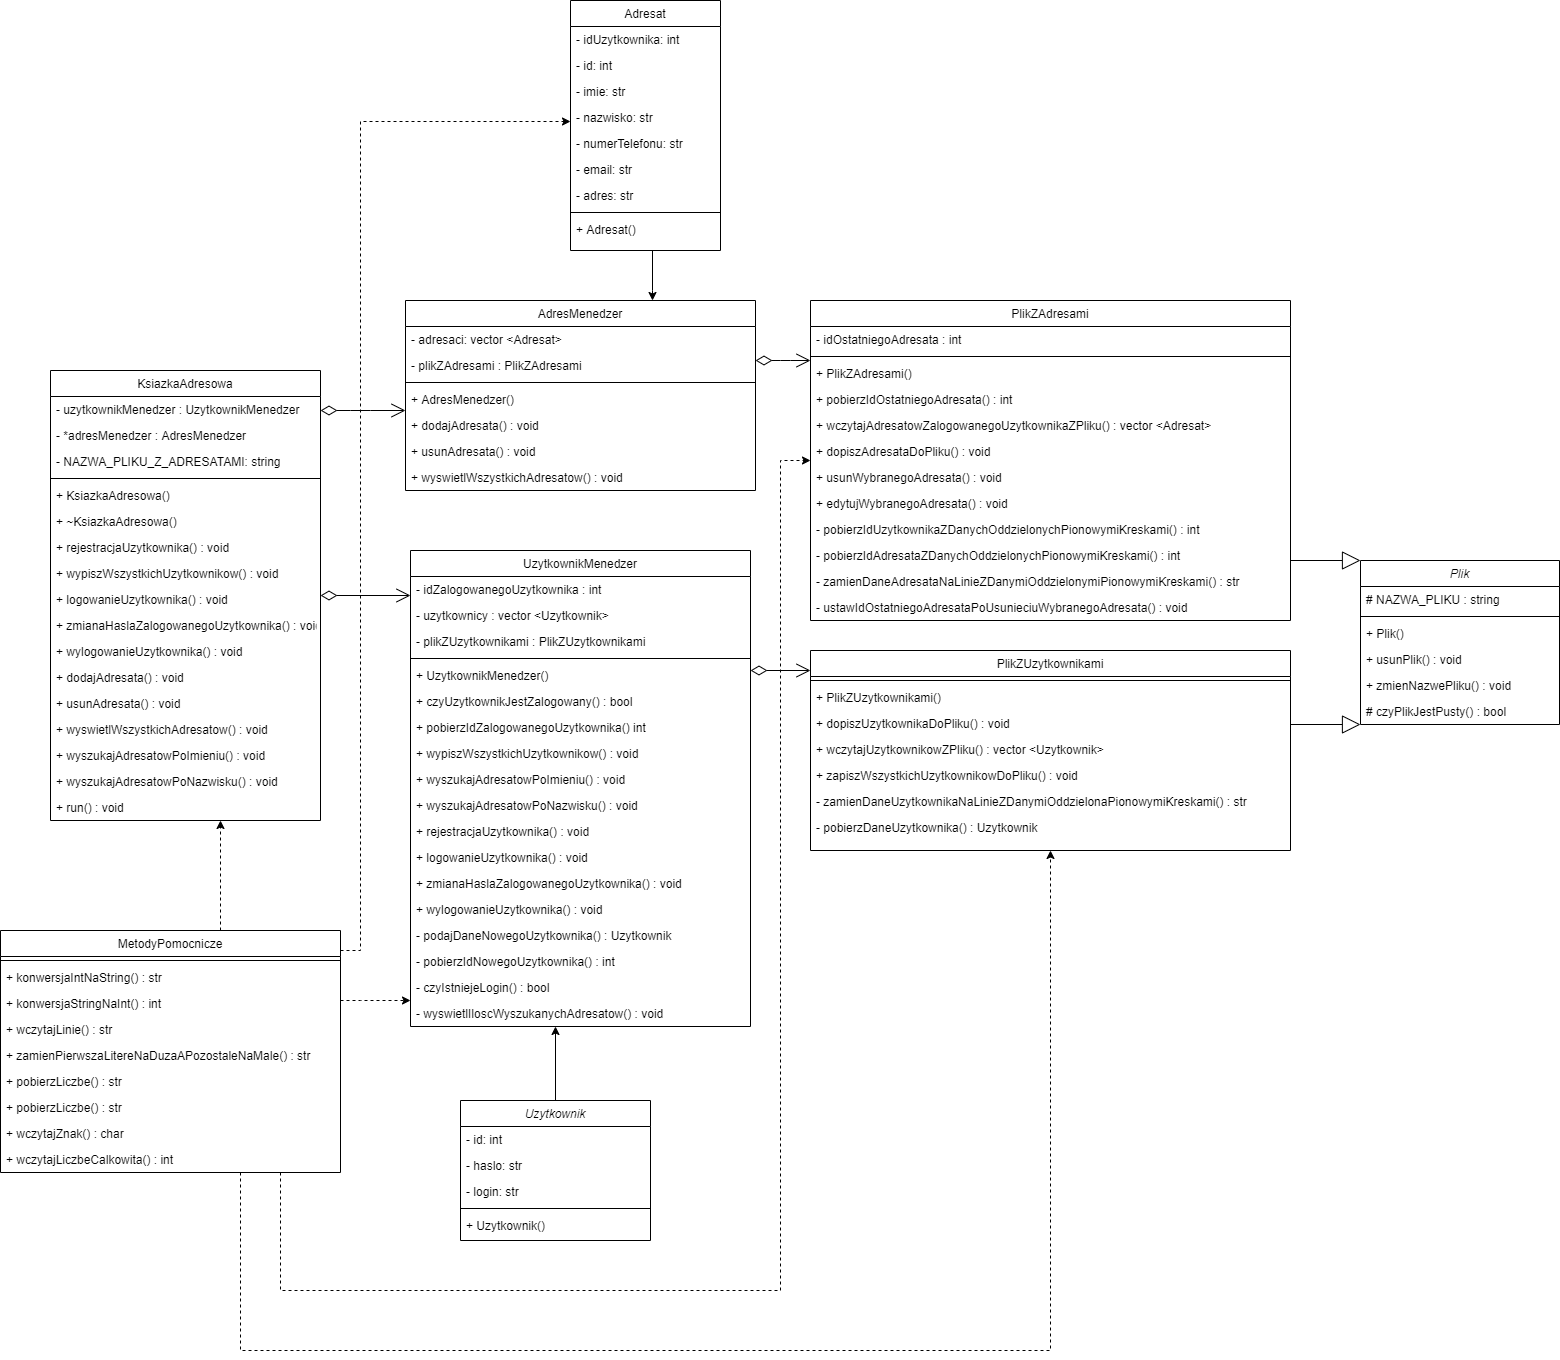 Adresat
- idUzytkownika: int
- id: int
- imie: str
- nazwisko: str
- numerTelefonu: str
- email: str
- adres: str
+ Adresat()
AdresMenedzer
- adresaci: vector <Adresat>
- plikZAdresami : PlikZAdresami
+ AdresMenedzer()
+ dodajAdresata() : void
+ usunAdresata() : void
+ wyswietlWszystkichAdresatow() : void
PlikZAdresami
- idOstatniegoAdresata : int
+ PlikZAdresami()
+ pobierzIdOstatniegoAdresata() : int
+ wczytajAdresatowZalogowanegoUzytkownikaZPliku() : vector <Adresat>
+ dopiszAdresataDoPliku() : void
+ usunWybranegoAdresata() : void
+ edytujWybranegoAdresata() : void
- pobierzIdUzytkownikaZDanychOddzielonychPionowymiKreskami() : int
- pobierzIdAdresataZDanychOddzielonychPionowymiKreskami() : int
- zamienDaneAdresataNaLinieZDanymiOddzielonymiPionowymiKreskami() : str
- ustawIdOstatniegoAdresataPoUsunieciuWybranegoAdresata() : void
KsiazkaAdresowa
- uzytkownikMenedzer : UzytkownikMenedzer
- *adresMenedzer : AdresMenedzer
- NAZWA_PLIKU_Z_ADRESATAMI: string
+ KsiazkaAdresowa()
+ ~KsiazkaAdresowa()
+ rejestracjaUzytkownika() : void
+ wypiszWszystkichUzytkownikow() : void
+ logowanieUzytkownika() : void
+ zmianaHaslaZalogowanegoUzytkownika() : voi
+ wylogowanieUzytkownika() : void
+ dodajAdresata() : void
+ usunAdresata() : void
+ wyswietlWszystkichAdresatow() : void
+ wyszukajAdresatowPoImieniu() : void
+ wyszukajAdresatowPoNazwisku() : void
+ run() : void
UzytkownikMenedzer
- idZalogowanegoUzytkownika : int
- uzytkownicy : vector <Uzytkownik>
- plikZUzytkownikami : PlikZUzytkownikami
+ UzytkownikMenedzer()
+ czyUzytkownikJestZalogowany() : bool
+ pobierzIdZalogowanegoUzytkownika() int
+ wypiszWszystkichUzytkownikow() : void
+ wyszukajAdresatowPoImieniu() : void
+ wyszukajAdresatowPoNazwisku() : void
+ rejestracjaUzytkownika() : void
+ logowanieUzytkownika() : void
+ zmianaHaslaZalogowanegoUzytkownika() : void
+ wylogowanieUzytkownika() : void
- podajDaneNowegoUzytkownika() : Uzytkownik
- pobierzIdNowegoUzytkownika() : int
- czyIstniejeLogin() : bool
- wyswietlIloscWyszukanychAdresatow() : void
Plik
# NAZWA_PLIKU : string
+ Plik()
+ usunPlik() : void
+ zmienNazwePliku() : void
# czyPlikJestPusty() : bool
PlikZUzytkownikami
+ PlikZUzytkownikami()
+ dopiszUzytkownikaDoPliku() : void
+ wczytajUzytkownikowZPliku() : vector <Uzytkownik>
+ zapiszWszystkichUzytkownikowDoPliku() : void
- zamienDaneUzytkownikaNaLinieZDanymiOddzielonaPionowymiKreskami() : str
- pobierzDaneUzytkownika() : Uzytkownik
MetodyPomocnicze
+ konwersjaIntNaString() : str
+ konwersjaStringNaInt() : int
+ wczytajLinie() : str
+ zamienPierwszaLitereNaDuzaAPozostaleNaMale() : str
+ pobierzLiczbe() : str
+ pobierzLiczbe() : str
+ wczytajZnak() : char
+ wczytajLiczbeCalkowita() : int
Uzytkownik
- id: int
- haslo: str
- login: str
+ Uzytkownik()